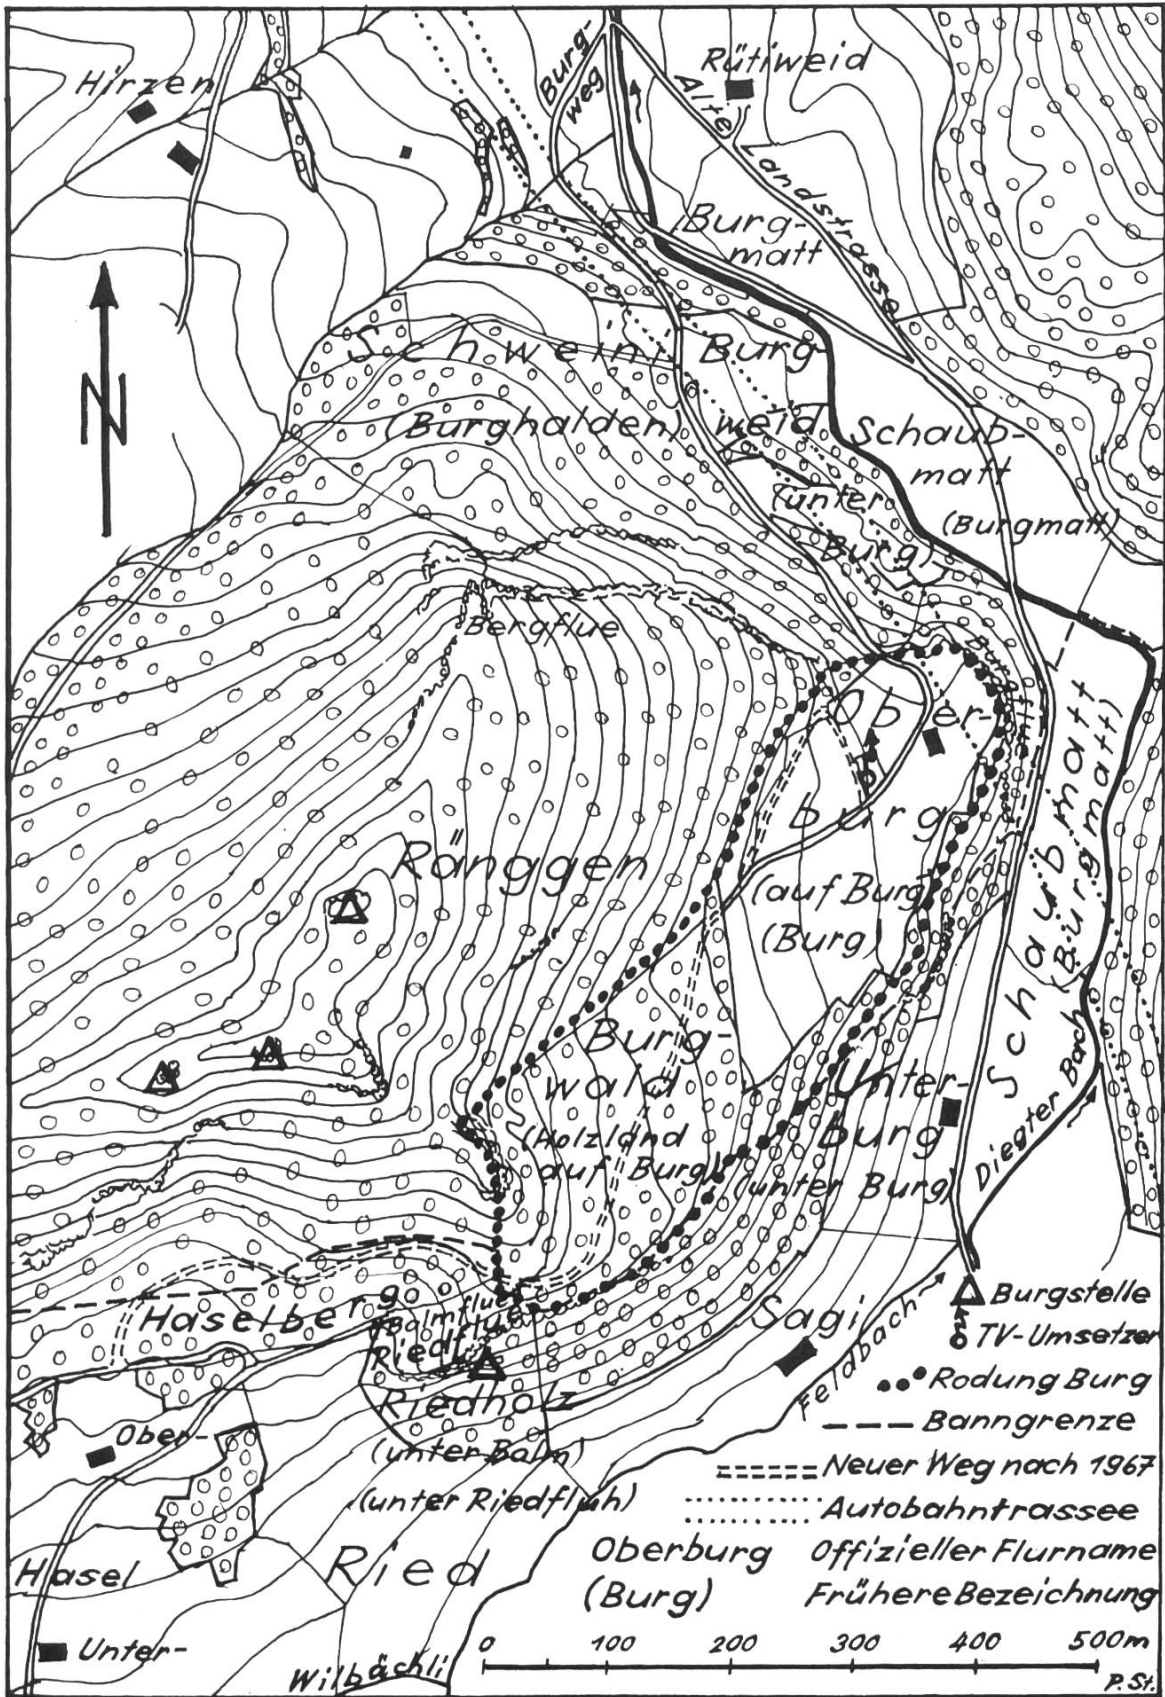 Hirzen
Burg-
weg
Rütiweid
Alte Landstrasse
Burg-
matt
N
Schweini
Burg-
(Burghalden)
weid
Schaub-
matt
(unter
Burg)
(Burgmatt)
Bergflue
Ober-
burg
(auf Burg)
(Burg)
Schaubmatt
(Burgmatt)
Ränggen
Burg-
wald
(Holzland
auf Burg)
Unter-
burg
(unter Burg)
Diegter Bach
Haselberg
(Balmflue)
Riedflue
Sagi
Riedholz
(unter Balm)
(unter Riedfluh)
Feldbach
Ober-
Hasel
Unter-
Ried
Wilbächli
Burgstelle
TV-Umsetzer
Rodung Burg
Banngrenze
Neuer Weg nach 1967
Autobahntrassee
Oberburg Offizieller Flurname
(Burg) Frühere Bezeichnung
0 100 200 300 400 500m
P. St.